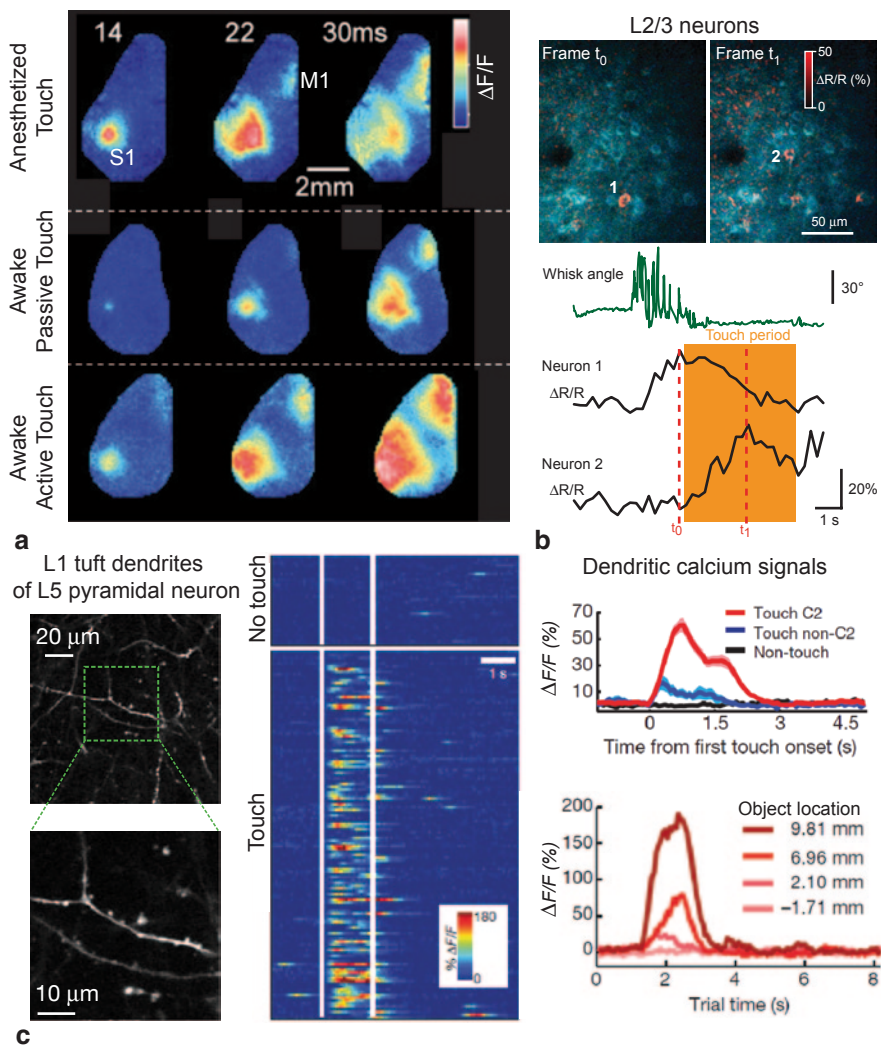 14
22
30ms
ΔF/F
M1
S1
2mm
Anesthetized
Touch
Awake
Passive Touch
Awake
Active Touch
a
L2/3 neurons
Frame t0
Frame t1
50
ΔR/R (%)
0
1
2
50 μm
Whisk angle
30°
Touch period
Neuron 1
ΔR/R
Neuron 2
ΔR/R
20%
1 s
t0
t1
b
L1 tuft dendrites
of L5 pyramidal neuron
20 μm
10 μm
No touch
Touch
1 s
180
% ΔF/F
0
Dendritic calcium signals
70
50
30
10
ΔF/F (%)
Touch C2
Touch non-C2
Non-touch
0
1.5
3
4.5
Time from first touch onset (s)
200
150
100
50
0
ΔF/F (%)
Object location
9.81 mm
6.96 mm
2.10 mm
–1.71 mm
0
2
4
6
8
Trial time (s)
c